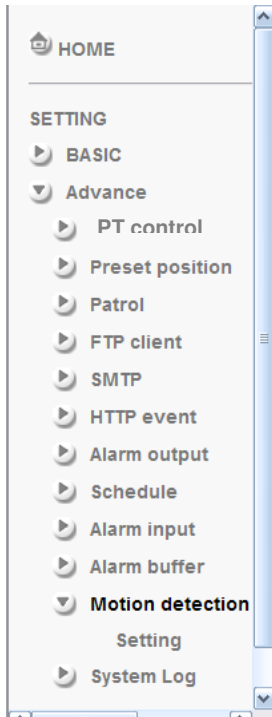 HOME
SETTING
BASIC
Advance
PT control
Preset position
Patrol
FTP client
SMTP
HTTP event
Alarm output
Schedule
Alarm input
Alarm buffer
Motion detection
Setting
System Log